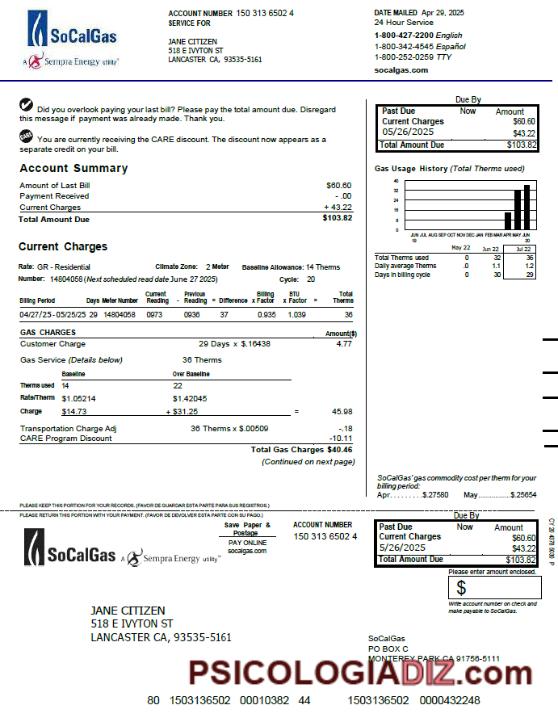 SoCalGas
A Sempra Energy utility®
ACCOUNT NUMBER 150 313 6502 4
SERVICE FOR
JANE CITIZEN
518 E IVYTON ST
LANCASTER CA, 93535-5161
DATE MAILED Apr 29, 2025
24 Hour Service
1-800-427-2200 English
1-800-342-4545 Español
1-800-252-0259 TTY
socalgas.com
Did you overlook paying your last bill? Please pay the total amount due. Disregard
this message if payment was already made. Thank you.
CARE
You are currently receiving the CARE discount. The discount now appears as a
separate credit on your bill.
Due By
Past Due Now Amount
Current Charges $60.60
05/26/2025 $43.22
Total Amount Due $103.82
Account Summary
Amount of Last Bill $60.60
Payment Received - .00
Current Charges + 43.22
Total Amount Due $103.82
Gas Usage History (Total Therms used)
40
32
24
16
8
0
JUN JUL AUG SEP OCT NOV DEC JAN FEB MAR APR MAY JUN
19 20
May 22 Jun 22 Jul 22
Total Therms used 0 32 36
Daily average Therms .0 1.1 1.2
Days in billing cycle 0 30 29
Current Charges
Rate: GR - Residential Climate Zone: 2 Meter Baseline Allowance: 14 Therms
Number: 14804058 (Next scheduled read date June 27 2025) Cycle: 20
Billing Period Days Meter Number Current Reading - Previous Reading = Difference x Billing Factor x BTU Factor = Total Therms
04/27/25-05/25/25 29 14804058 0973 0936 37 0.935 1.039 36
GAS CHARGES Amount($)
Customer Charge 29 Days x $.16438 4.77
Gas Service (Details below) 36 Therms
Baseline Over Baseline
Therms used 14 22
Rate/Therm $1.05214 $1.42045
Charge $14.73 + $31.25 = 45.98
Transportation Charge Adj 36 Therms x $.00509 -.18
CARE Program Discount -10.11
Total Gas Charges $40.46
(Continued on next page)
SoCalGas' gas commodity cost per therm for your
billing period:
Apr........$.27580 May.............$.25654
PLEASE KEEP THIS PORTION FOR YOUR RECORDS. (FAVOR DE GUARDAR ESTA PARTE PARA SUS REGISTROS.)
PLEASE RETURN THIS PORTION WITH YOUR PAYMENT. (FAVOR DE DEVOLVER ESTA PARTE CON SU PAGO.)
SoCalGas
A Sempra Energy utility®
Save Paper &
Postage
PAY ONLINE
socalgas.com
ACCOUNT NUMBER
150 313 6502 4
Due By
Past Due Now Amount
Current Charges $60.60
5/26/2025 $43.22
Total Amount Due $103.82
Please enter amount enclosed.
$
Write account number on check and
make payable to SoCalGas.
JANE CITIZEN
518 E IVYTON ST
LANCASTER CA, 93535-5161
SoCalGas
PO BOX C
MONTEREY PARK CA 91756-5111
PSICOLOGIADIZ.com
80 1503136502 00010382 44 1503136502 0000432248